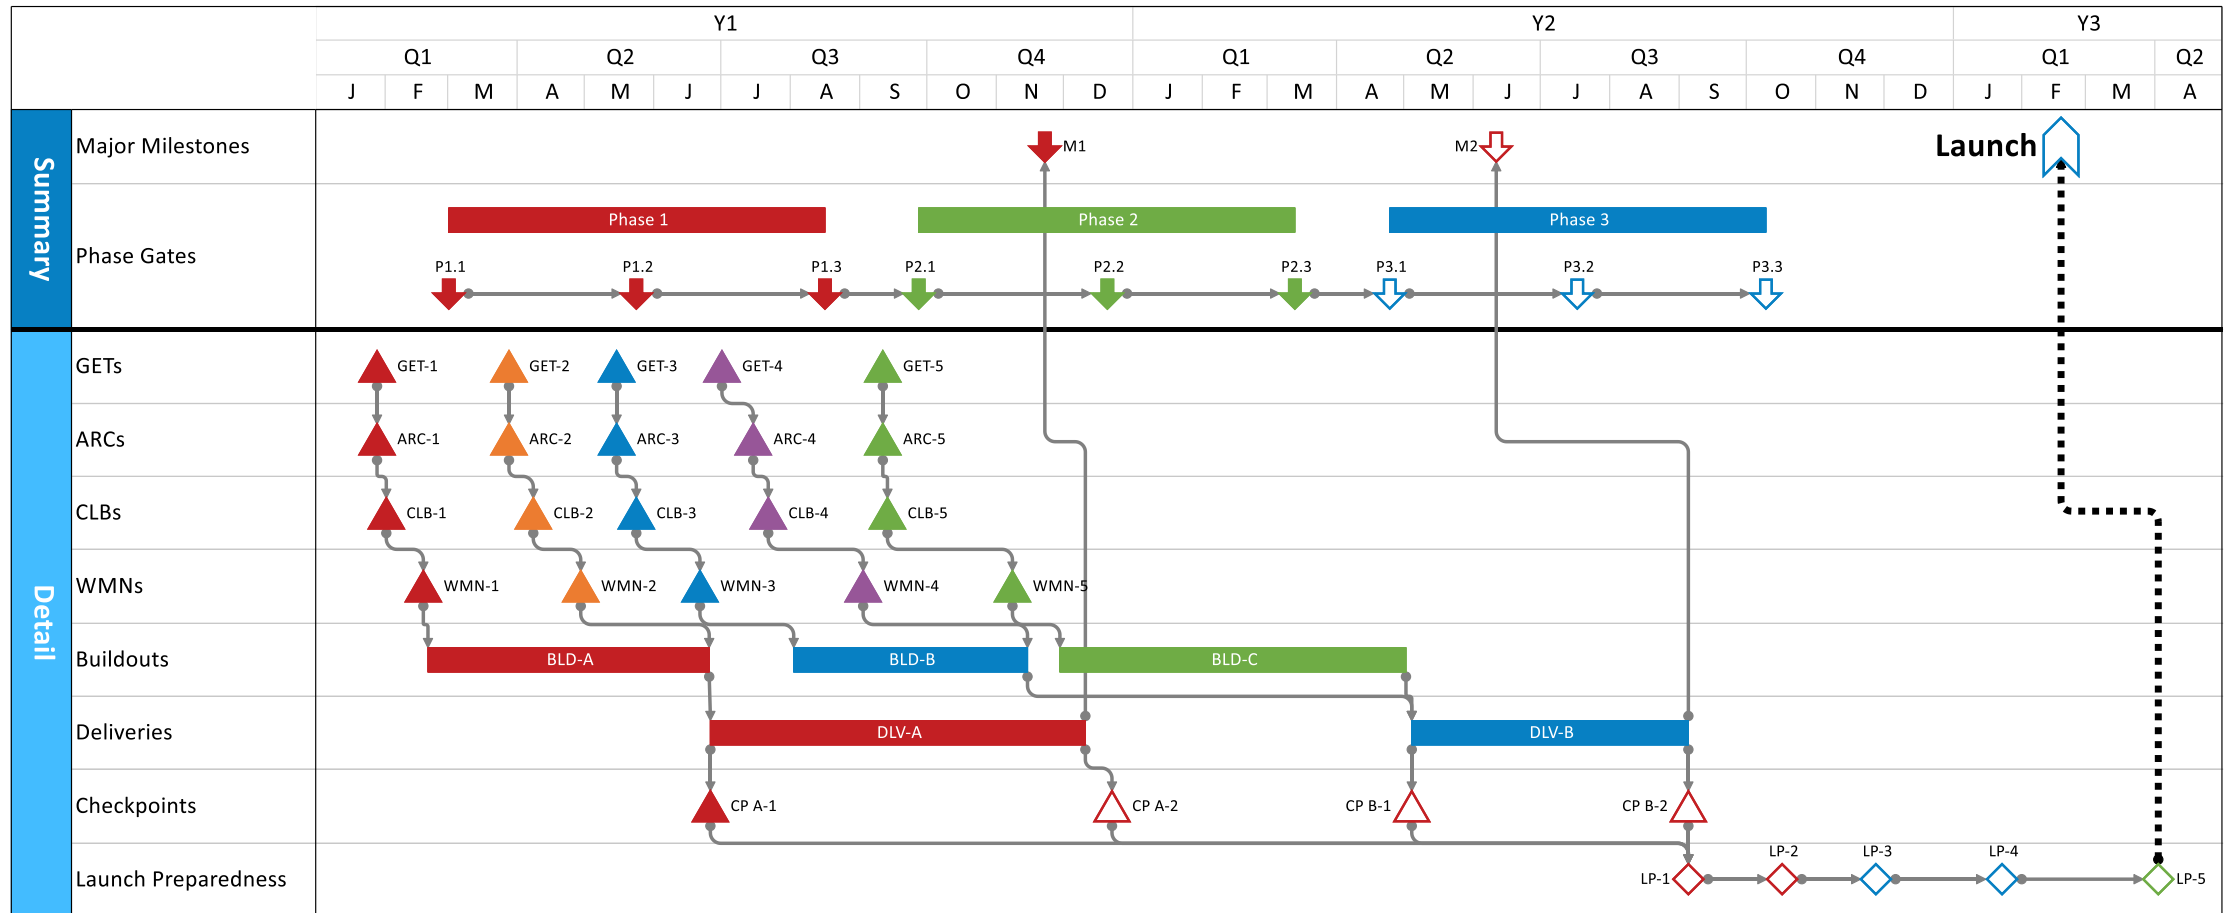 Y1 Y2 Y3
Q1 Q2 Q3 Q4 Q1 Q2 Q3 Q4 Q1 Q2
J F M A M J J A S O N D J F M A M J J A S O N D J F M A
Summary
Major Milestones
M1 M2 Launch
Phase Gates
Phase 1 Phase 2 Phase 3
P1.1 P1.2 P1.3 P2.1 P2.2 P2.3 P3.1 P3.2 P3.3
Detail
GETs GET-1 GET-2 GET-3 GET-4 GET-5
ARCs ARC-1 ARC-2 ARC-3 ARC-4 ARC-5
CLBs CLB-1 CLB-2 CLB-3 CLB-4 CLB-5
WMNs WMN-1 WMN-2 WMN-3 WMN-4 WMN-5
Buildouts BLD-A BLD-B BLD-C
Deliveries DLV-A DLV-B
Checkpoints CP A-1 CP A-2 CP B-1 CP B-2
Launch Preparedness LP-1 LP-2 LP-3 LP-4 LP-5